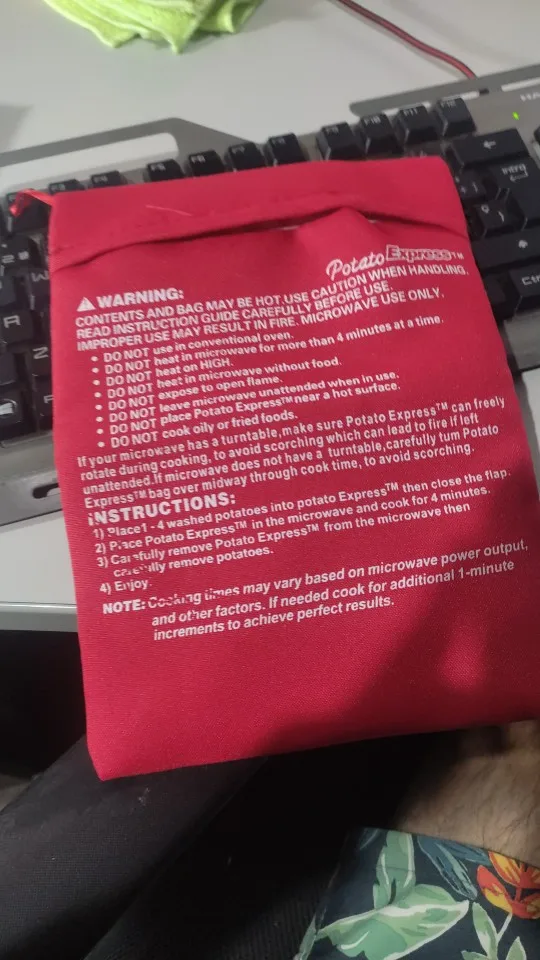 Potato Express™
⚠ WARNING:
CONTENTS AND BAG MAY BE HOT.USE CAUTION WHEN HANDLING.
READ INSTRUCTION GUIDE CAREFULLY BEFORE USE.
IMPROPER USE MAY RESULT IN FIRE. MICROWAVE USE ONLY.
• DO NOT use in conventional oven.
• DO NOT heat in microwave for more than 4 minutes at a time.
• DO NOT heat on HIGH.
• DO NOT heet in microwave without food.
• DO NOT expose to open flame.
• DO NOT leave microwave unattended when in use.
• DO NOT place Potato Express™ near a hot surface.
• DO NOT cook oily or fried foods.
If your microwave has a turntable,make sure Potato Express™ can freely
rotate during cooking, to avoid scorching which can lead to fire if left
unattended.If microwave does not have a turntable,carefully tum Potato
Express™ bag over midway through cook time, to avoid scorching.
INSTRUCTIONS:
1) Place1 - 4 washed potatoes into potato Express™ then close the flap.
2) Place Potato Express™ in the microwave and cook for 4 minutes.
3) Carefully remove Potato Express™ from the microwave then
carefully remove potatoes.
4) Enjoy.
NOTE: Cooking times may vary based on microwave power output,
and other factors. If needed cook for additional 1-minute
increments to achieve perfect results.
F10
F11
Intro
Ctrl
A
Z